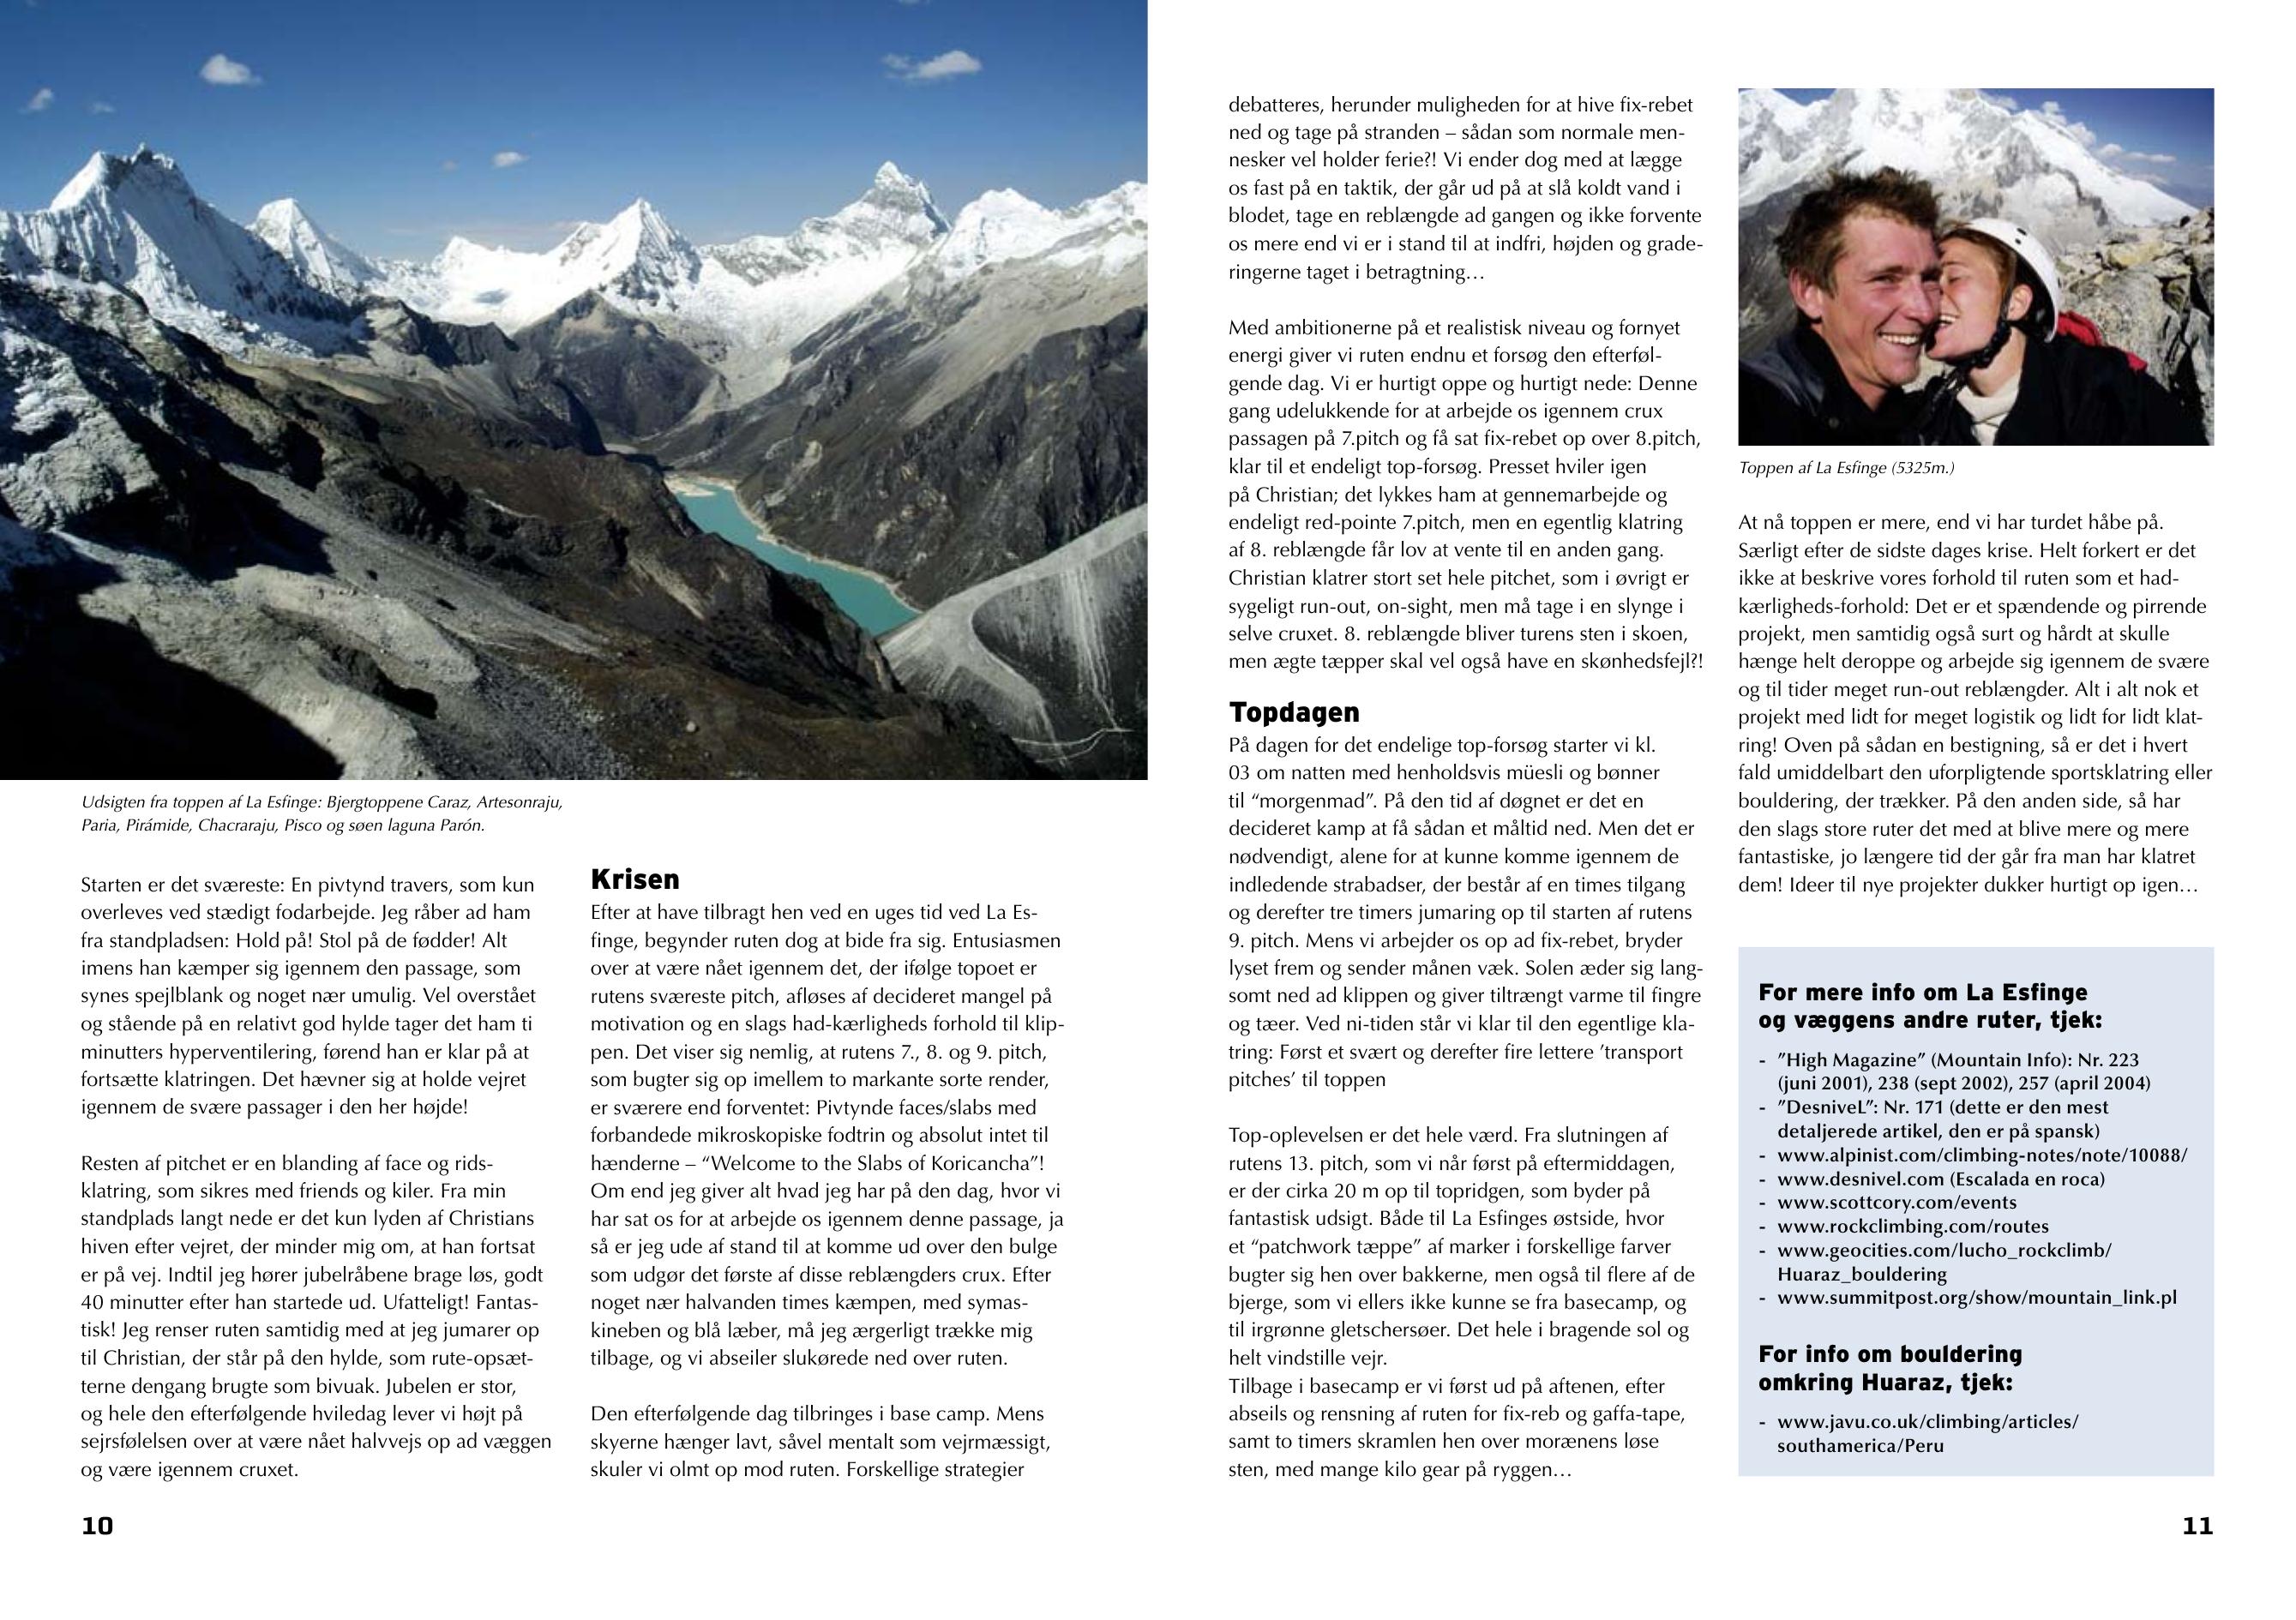 Udsigten fra toppen af La Esfinge: Bjergtoppene Caraz, Artesonraju,
Paria, Pirámide, Chacraraju, Pisco og søen laguna Parón.
Starten er det sværeste: En pivtynd travers, som kun
overleves ved stædigt fodarbejde. Jeg råber ad ham
fra standpladsen: Hold på! Stol på de fødder! Alt
imens han kæmper sig igennem den passage, som
synes spejlblank og noget nær umulig. Vel overstået
og stående på en relativt god hylde tager det ham ti
minutters hyperventilering, førend han er klar på at
fortsætte klatringen. Det hævner sig at holde vejret
igennem de svære passager i den her højde!
Resten af pitchet er en blanding af face og rids-
klatring, som sikres med friends og kiler. Fra min
standplads langt nede er det kun lyden af Christians
hiven efter vejret, der minder mig om, at han fortsat
er på vej. Indtil jeg hører jubelråbene brage løs, godt
40 minutter efter han startede ud. Ufatteligt! Fantas-
tisk! Jeg renser ruten samtidig med at jeg jumarer op
til Christian, der står på den hylde, som rute-opsæt-
terne dengang brugte som bivuak. Jubelen er stor,
og hele den efterfølgende hviledag lever vi højt på
sejrsfølelsen over at være nået halvvejs op ad væggen
og være igennem cruxet.
Krisen
Efter at have tilbragt hen ved en uges tid ved La Es-
finge, begynder ruten dog at bide fra sig. Entusiasmen
over at være nået igennem det, der ifølge topoet er
rutens sværeste pitch, afløses af decideret mangel på
motivation og en slags had-kærligheds forhold til klip-
pen. Det viser sig nemlig, at rutens 7., 8. og 9. pitch,
som bugter sig op imellem to markante sorte render,
er sværere end forventet: Pivtynde faces/slabs med
forbandede mikroskopiske fodtrin og absolut intet til
hænderne – “Welcome to the Slabs of Koricancha”!
Om end jeg giver alt hvad jeg har på den dag, hvor vi
har sat os for at arbejde os igennem denne passage, ja
så er jeg ude af stand til at komme ud over den bulge
som udgør det første af disse reblængders crux. Efter
noget nær halvanden times kæmpen, med symas-
kineben og blå læber, må jeg ærgerligt trække mig
tilbage, og vi abseiler slukørede ned over ruten.
Den efterfølgende dag tilbringes i base camp. Mens
skyerne hænger lavt, såvel mentalt som vejrmæssigt,
skuler vi olmt op mod ruten. Forskellige strategier
10
debatteres, herunder muligheden for at hive fix-rebet
ned og tage på stranden – sådan som normale men-
nesker vel holder ferie?! Vi ender dog med at lægge
os fast på en taktik, der går ud på at slå koldt vand i
blodet, tage en reblængde ad gangen og ikke forvente
os mere end vi er i stand til at indfri, højden og grade-
ringerne taget i betragtning…
Med ambitionerne på et realistisk niveau og fornyet
energi giver vi ruten endnu et forsøg den efterføl-
gende dag. Vi er hurtigt oppe og hurtigt nede: Denne
gang udelukkende for at arbejde os igennem crux
passagen på 7.pitch og få sat fix-rebet op over 8.pitch,
klar til et endeligt top-forsøg. Presset hviler igen
på Christian; det lykkes ham at gennemarbejde og
endeligt red-pointe 7.pitch, men en egentlig klatring
af 8. reblængde får lov at vente til en anden gang.
Christian klatrer stort set hele pitchet, som i øvrigt er
sygeligt run-out, on-sight, men må tage i en slynge i
selve cruxet. 8. reblængde bliver turens sten i skoen,
men ægte tæpper skal vel også have en skønhedsfejl?!
Topdagen
På dagen for det endelige top-forsøg starter vi kl.
03 om natten med henholdsvis müesli og bønner
til “morgenmad”. På den tid af døgnet er det en
decideret kamp at få sådan et måltid ned. Men det er
nødvendigt, alene for at kunne komme igennem de
indledende strabadser, der består af en times tilgang
og derefter tre timers jumaring op til starten af rutens
9. pitch. Mens vi arbejder os op ad fix-rebet, bryder
lyset frem og sender månen væk. Solen æder sig lang-
somt ned ad klippen og giver tiltrængt varme til fingre
og tæer. Ved ni-tiden står vi klar til den egentlige kla-
tring: Først et svært og derefter fire lettere ’transport
pitches’ til toppen
Top-oplevelsen er det hele værd. Fra slutningen af
rutens 13. pitch, som vi når først på eftermiddagen,
er der cirka 20 m op til topridgen, som byder på
fantastisk udsigt. Både til La Esfinges østside, hvor
et “patchwork tæppe” af marker i forskellige farver
bugter sig hen over bakkerne, men også til flere af de
bjerge, som vi ellers ikke kunne se fra basecamp, og
til irgrønne gletschersøer. Det hele i bragende sol og
helt vindstille vejr.
Tilbage i basecamp er vi først ud på aftenen, efter
abseils og rensning af ruten for fix-reb og gaffa-tape,
samt to timers skramlen hen over morænens løse
sten, med mange kilo gear på ryggen…
Toppen af La Esfinge (5325m.)
At nå toppen er mere, end vi har turdet håbe på.
Særligt efter de sidste dages krise. Helt forkert er det
ikke at beskrive vores forhold til ruten som et had-
kærligheds-forhold: Det er et spændende og pirrende
projekt, men samtidig også surt og hårdt at skulle
hænge helt deroppe og arbejde sig igennem de svære
og til tider meget run-out reblængder. Alt i alt nok et
projekt med lidt for meget logistik og lidt for lidt klat-
ring! Oven på sådan en bestigning, så er det i hvert
fald umiddelbart den uforpligtende sportsklatring eller
bouldering, der trækker. På den anden side, så har
den slags store ruter det med at blive mere og mere
fantastiske, jo længere tid der går fra man har klatret
dem! Ideer til nye projekter dukker hurtigt op igen…
For mere info om La Esfinge
og væggens andre ruter, tjek:
- ”High Magazine” (Mountain Info): Nr. 223
(juni 2001), 238 (sept 2002), 257 (april 2004)
- ”DesniveL”: Nr. 171 (dette er den mest
detaljerede artikel, den er på spansk)
- www.alpinist.com/climbing-notes/note/10088/
- www.desnivel.com (Escalada en roca)
- www.scottcory.com/events
- www.rockclimbing.com/routes
- www.geocities.com/lucho_rockclimb/
Huaraz_bouldering
- www.summitpost.org/show/mountain_link.pl
For info om bouldering
omkring Huaraz, tjek:
- www.javu.co.uk/climbing/articles/
southamerica/Peru
11